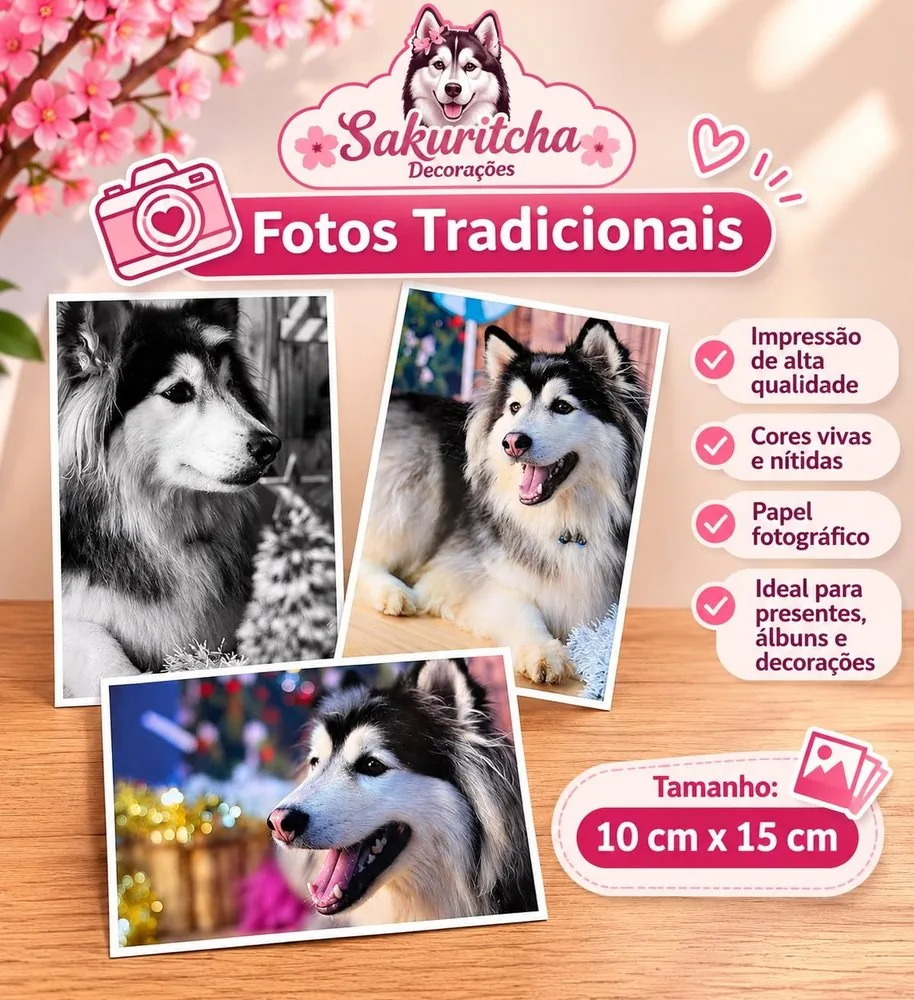 Sakuritcha
Decorações
Fotos Tradicionais
Impressão
de alta
qualidade
Cores vivas
e nítidas
Papel
fotográfico
Ideal para
presentes,
álbuns e
decorações
Tamanho:
10 cm x 15 cm